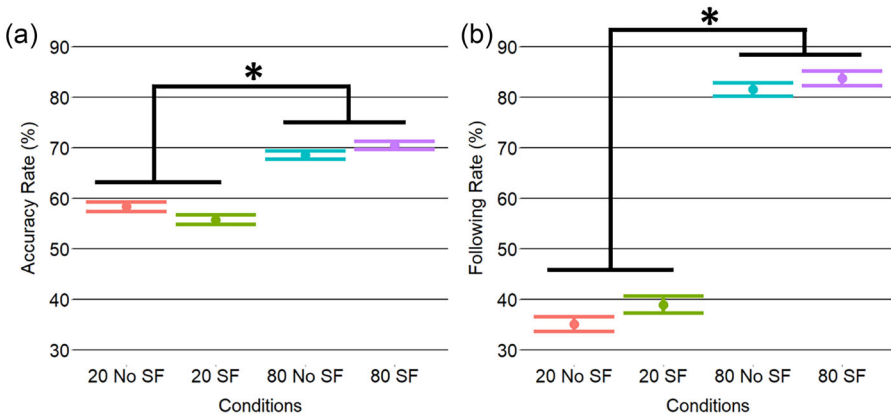 (a)
*
Accuracy Rate (%)
90
80
70
60
50
40
30
20 No SF 20 SF 80 No SF 80 SF
Conditions
(b)
*
Following Rate (%)
90
80
70
60
50
40
30
20 No SF 20 SF 80 No SF 80 SF
Conditions